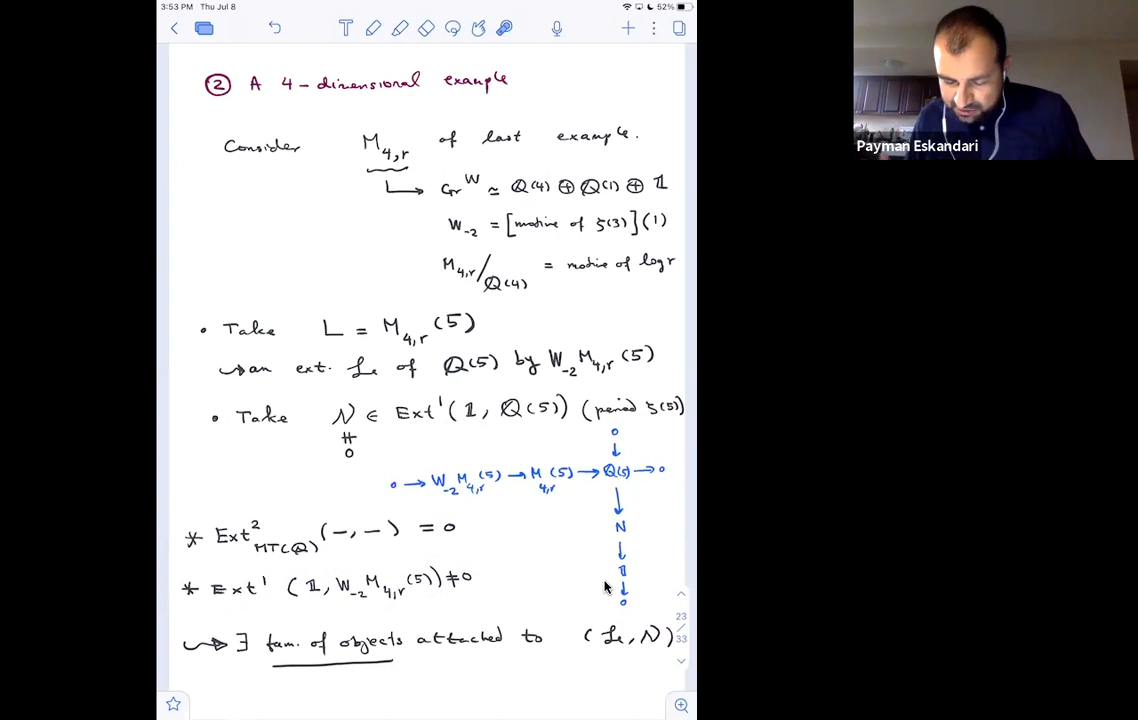 3:53 PM Thu Jul 8
52%
② A 4-dimensional example
Consider M₄,ᵣ of last example.
Grᵂ ≃ ℚ(4) ⊕ ℚ(1) ⊕ 𝟙
W₋₂ = [motive of ζ(3)](1)
M₄,ᵣ/ℚ(4) = motive of log r
• Take L = M₄,ᵣ(5)
↝ an ext. ℒ of ℚ(5) by W₋₂M₄,ᵣ(5)
• Take N ∈ Ext¹(𝟙, ℚ(5)) (period ζ(5))
≠
0
0
↓
0 → W₋₂M₄,ᵣ(5) → M₄,ᵣ(5) → ℚ(5) → 0
↓
N
↓
𝟙
↓
0
* Ext²_MT(ℚ)(-,-) = 0
* Ext¹(𝟙, W₋₂M₄,ᵣ(5)) ≠ 0
↝ ∃ fam. of objects attached to (ℒ, N)
23
/
33
Payman Eskandari